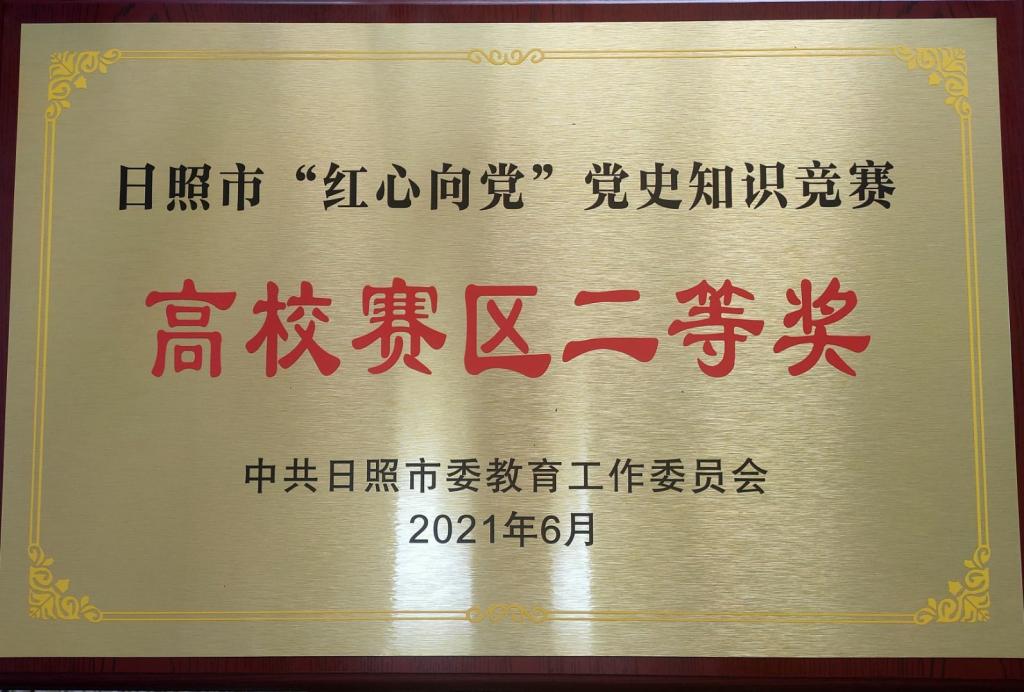 日照市“红心向党”党史知识竞赛
高校赛区二等奖
中共日照市委教育工作委员会
2021年6月